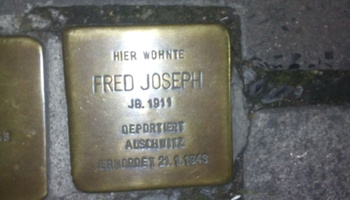 HIER WOHNTE
FRED JOSEPH
JG. 1911
DEPORTIERT
AUSCHWITZ
ERMORDET 21.1.1943